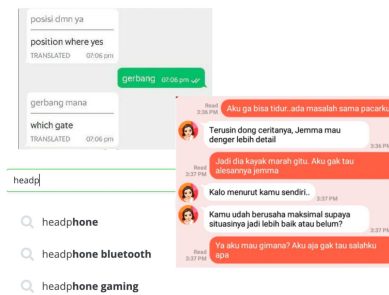 posisi dmn ya
position where yes
TRANSLATED 07:06 pm
gerbang 07:06 pm
gerbang mana
which gate
TRANSLATED 07:06 pm
headp
headphone
headphone bluetooth
headphone gaming
Read
3:36 PM
Aku ga bisa tidur..ada masalah sama pacarku
Terusin dong ceritanya, Jemma mau
denger lebih detail
3:36 PM
Jadi dia kayak marah gitu. Aku gak tau
alesannya jemma
Read
3:37 PM
Kalo menurut kamu sendiri..
3:37 PM
Kamu udah berusaha maksimal supaya
situasinya jadi lebih baik atau belum?
3:37 PM
Ya aku mau gimana? Aku aja gak tau salahku
apa
Read
3:37 PM